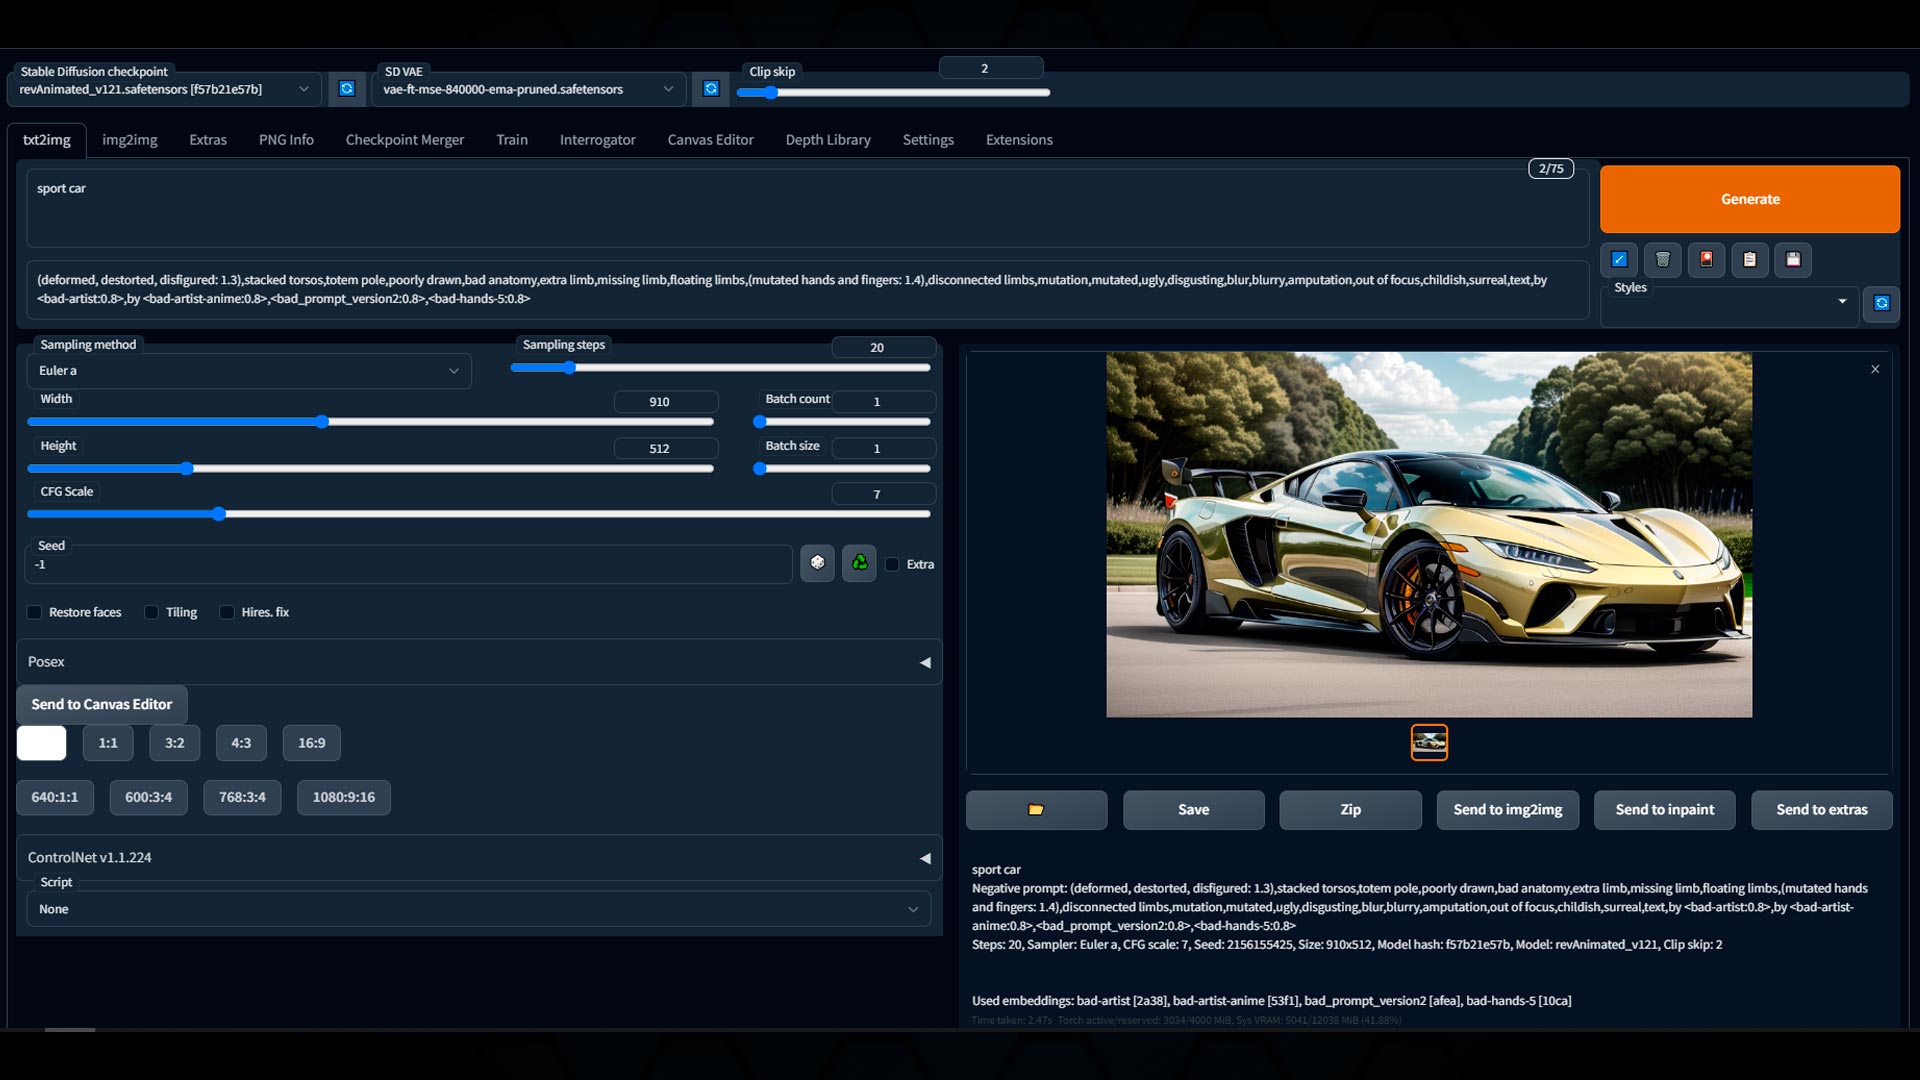 Stable Diffusion checkpoint
revAnimated_v121.safetensors [f57b21e57b]
SD VAE
vae-ft-mse-840000-ema-pruned.safetensors
Clip skip
2
txt2img
img2img
Extras
PNG Info
Checkpoint Merger
Train
Interrogator
Canvas Editor
Depth Library
Settings
Extensions
2/75
sport car
Generate
(deformed, destorted, disfigured: 1.3),stacked torsos,totem pole,poorly drawn,bad anatomy,extra limb,missing limb,floating limbs,(mutated hands and fingers: 1.4),disconnected limbs,mutation,mutated,ugly,disgusting,blur,blurry,amputation,out of focus,childish,surreal,text,by
<bad-artist:0.8>,by <bad-artist-anime:0.8>,<bad_prompt_version2:0.8>,<bad-hands-5:0.8>
Styles
Sampling method
Euler a
Sampling steps
20
Width
910
Batch count
1
Height
512
Batch size
1
CFG Scale
7
Seed
-1
Extra
Restore faces
Tiling
Hires. fix
Posex
Send to Canvas Editor
1:1
3:2
4:3
16:9
640:1:1
600:3:4
768:3:4
1080:9:16
ControlNet v1.1.224
Script
None
Save
Zip
Send to img2img
Send to inpaint
Send to extras
sport car
Negative prompt: (deformed, destorted, disfigured: 1.3),stacked torsos,totem pole,poorly drawn,bad anatomy,extra limb,missing limb,floating limbs,(mutated hands
and fingers: 1.4),disconnected limbs,mutation,mutated,ugly,disgusting,blur,blurry,amputation,out of focus,childish,surreal,text,by <bad-artist:0.8>,by <bad-artist-
anime:0.8>,<bad_prompt_version2:0.8>,<bad-hands-5:0.8>
Steps: 20, Sampler: Euler a, CFG scale: 7, Seed: 2156155425, Size: 910x512, Model hash: f57b21e57b, Model: revAnimated_v121, Clip skip: 2
Used embeddings: bad-artist [2a38], bad-artist-anime [53f1], bad_prompt_version2 [afea], bad-hands-5 [10ca]
Time taken: 2.47s Torch active/reserved: 3034/4000 MiB, Sys VRAM: 5041/12038 MiB (41.88%)